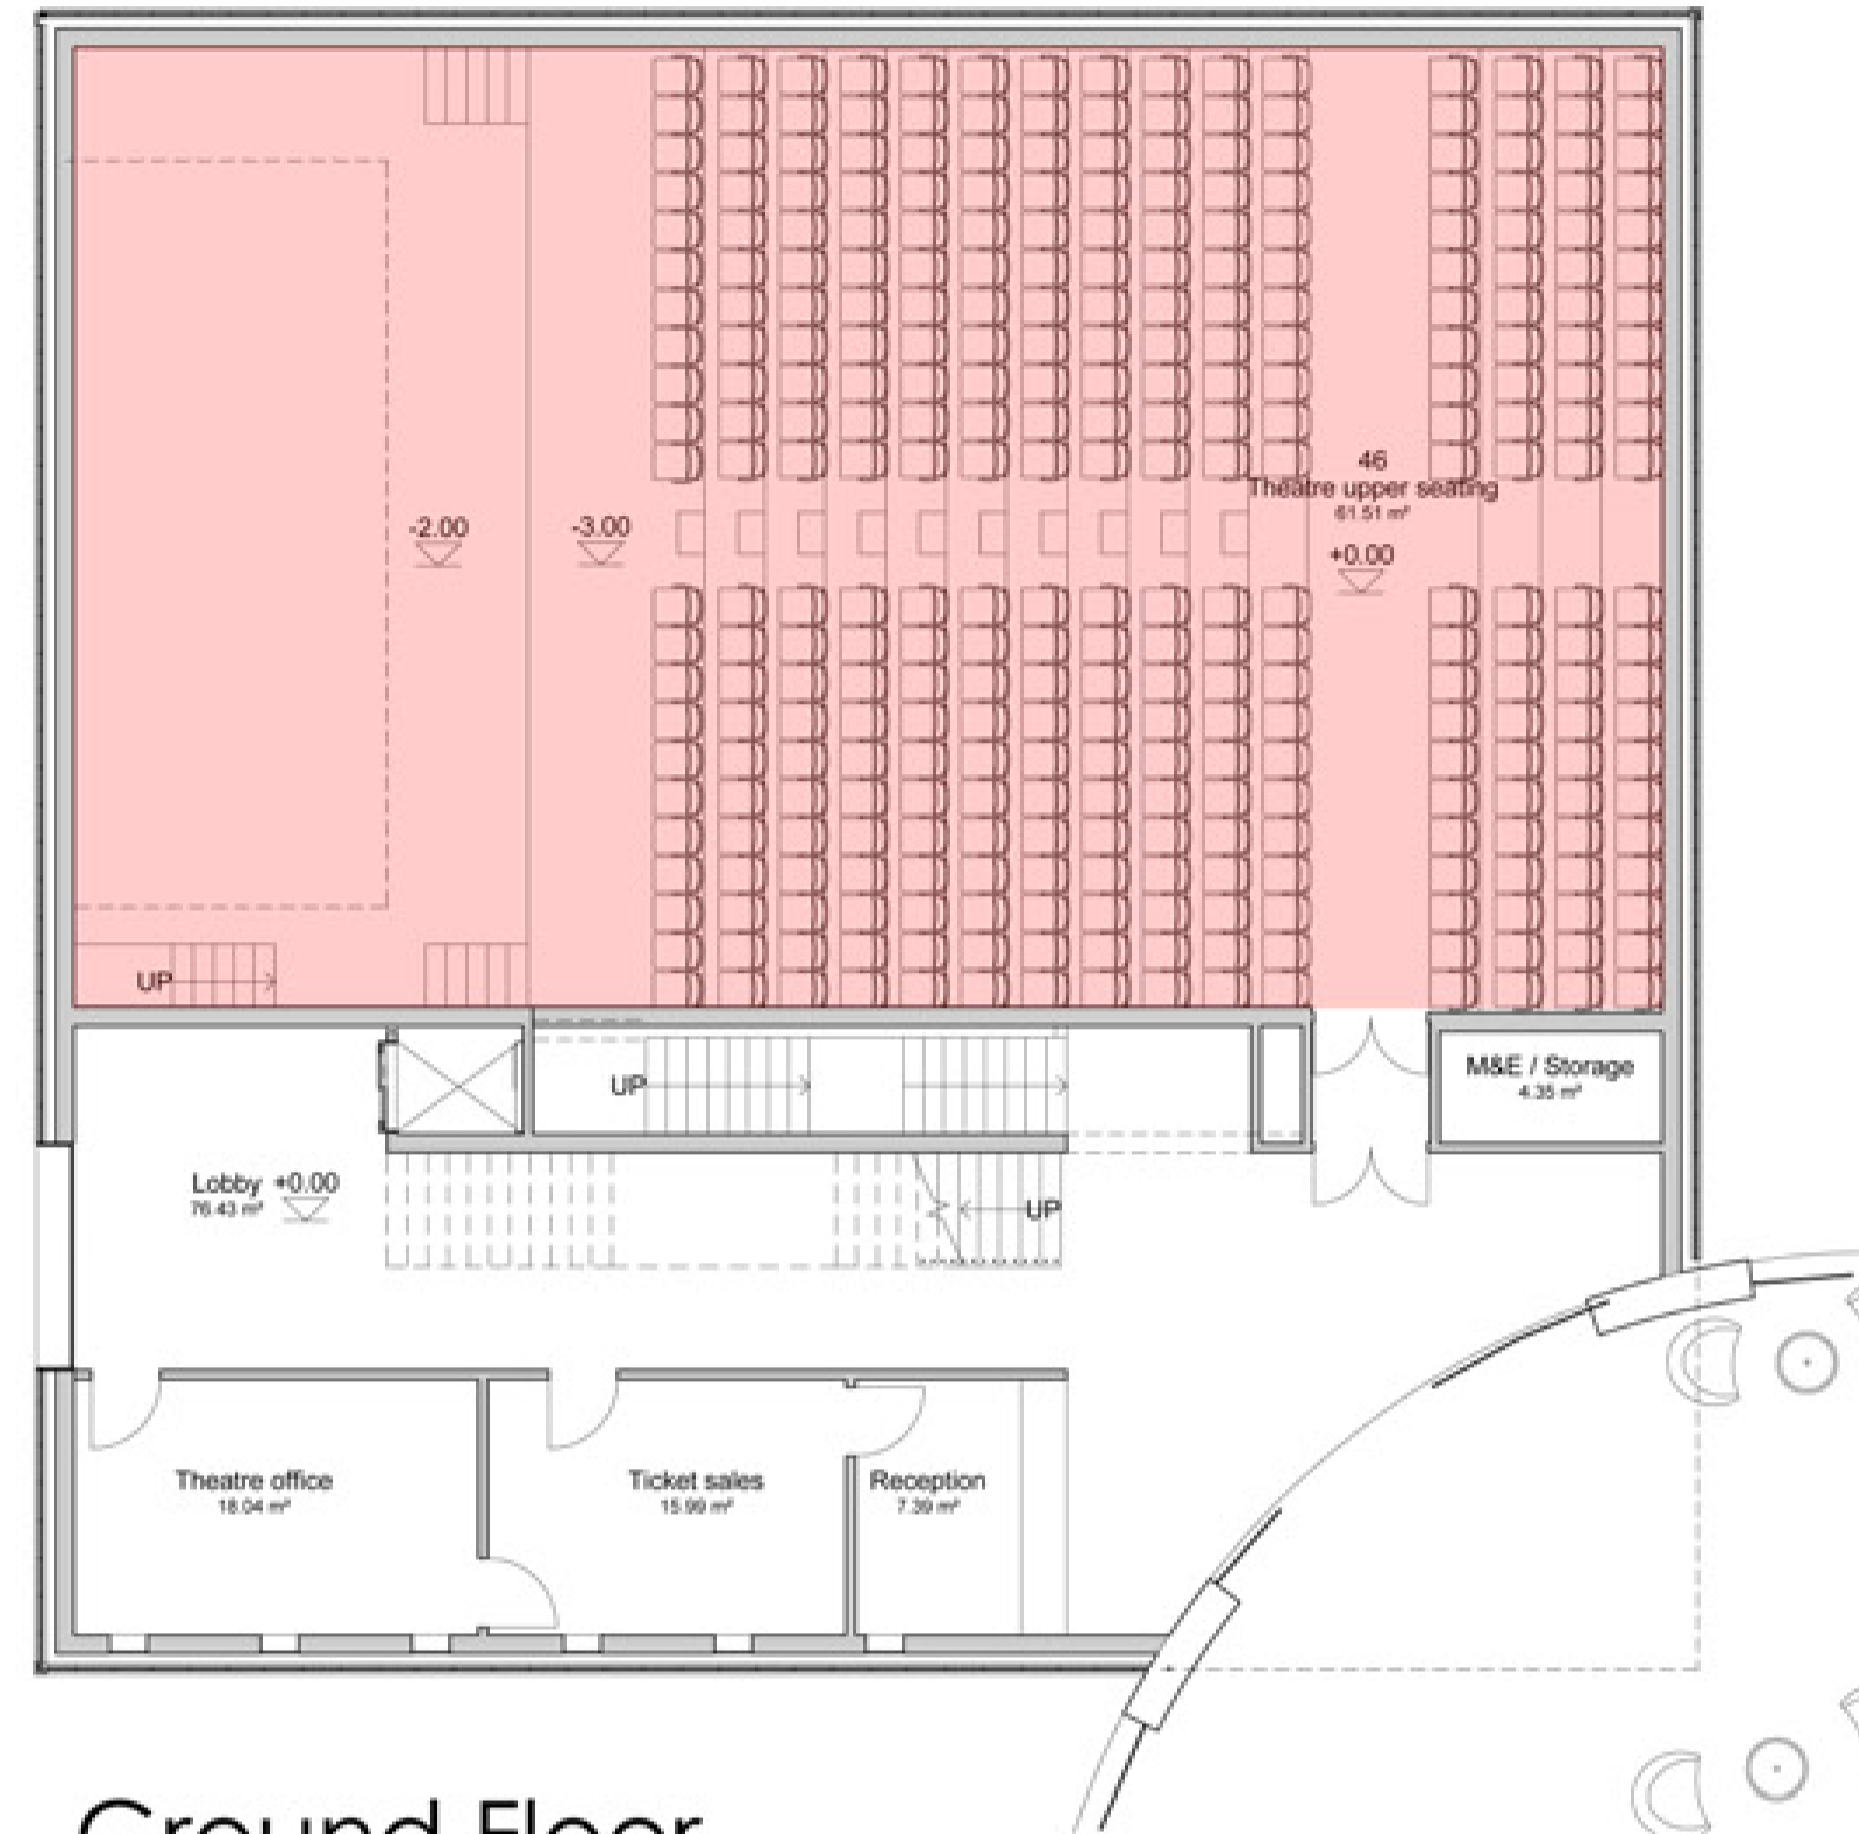 46
Theatre upper seating
61.51 m²
-2.00
-3.00
+0.00
UP
UP
M&E / Storage
4.35 m²
Lobby +0.00
76.43 m²
UP
Theatre office
18.04 m²
Ticket sales
15.99 m²
Reception
7.39 m²
Ground Floor